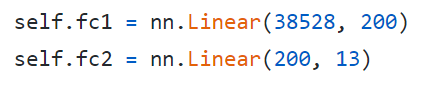 self.fc1 = nn.Linear(38528, 200)
self.fc2 = nn.Linear(200, 13)